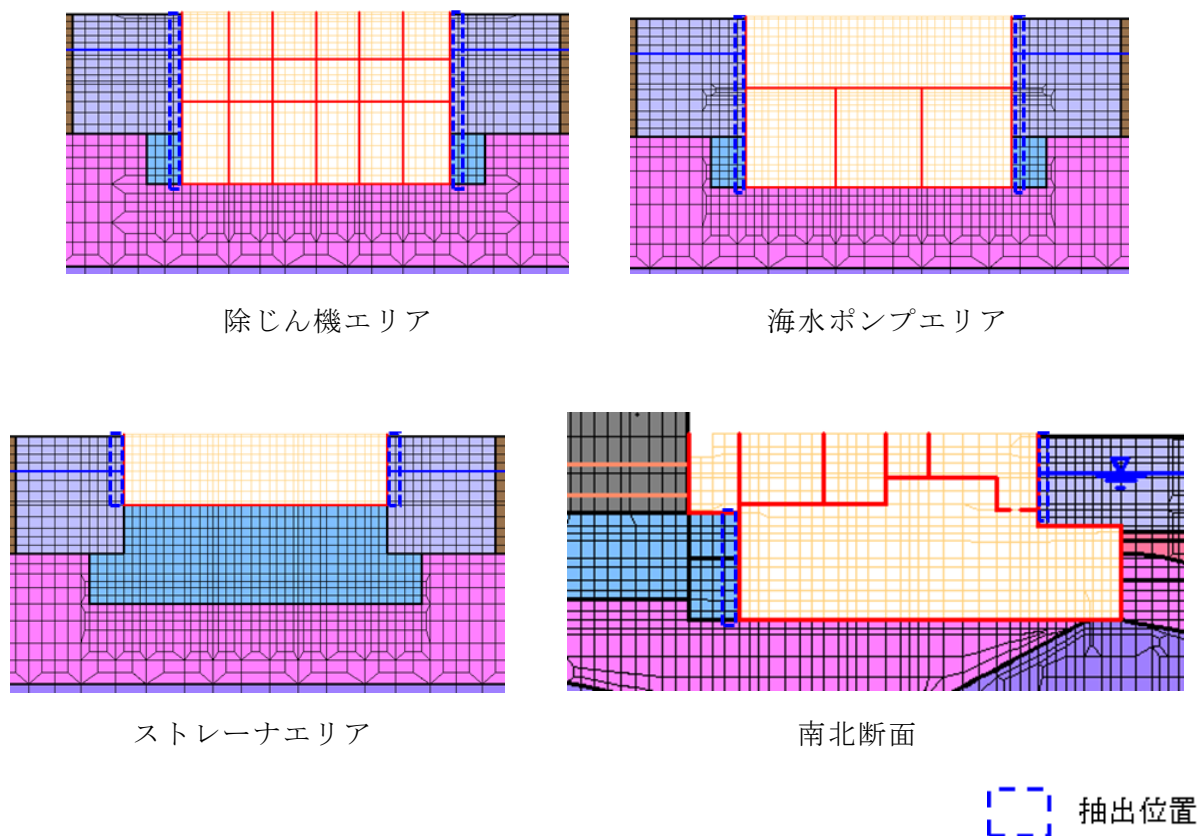 除じん機エリア
海水ポンプエリア
ストレーナエリア
南北断面
抽出位置